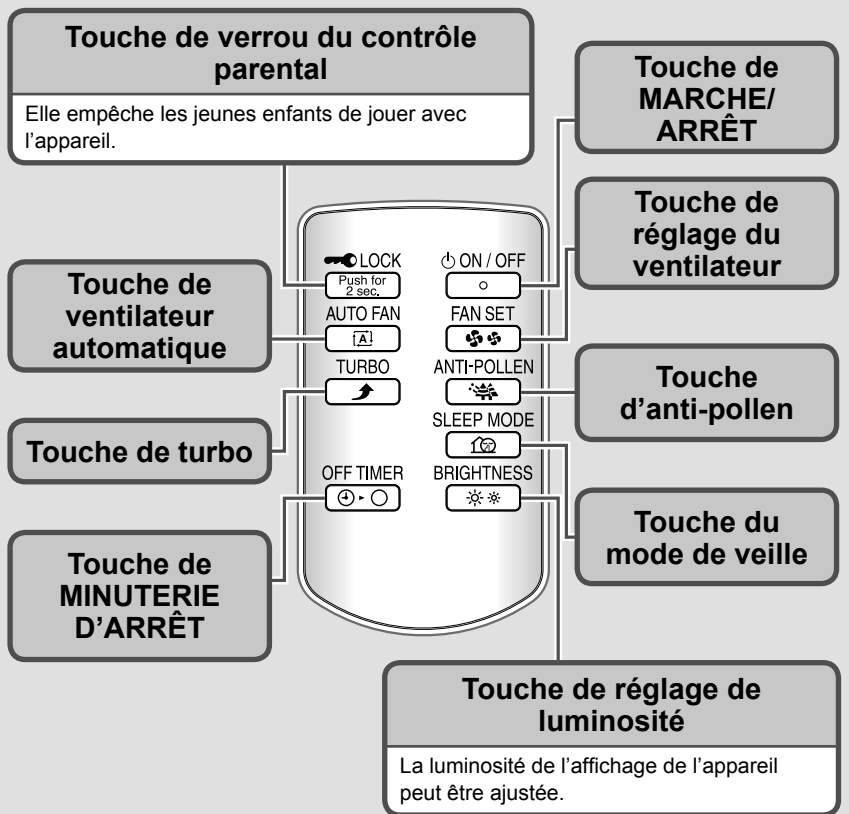 Touche de verrou du contrôle
parental
Elle empêche les jeunes enfants de jouer avec
l'appareil.
Touche de
MARCHE/
ARRÊT
Touche de
réglage du
ventilateur
Touche de
ventilateur
automatique
Touche
d'anti-pollen
Touche de turbo
Touche du
mode de veille
Touche de
MINUTERIE
D'ARRÊT
LOCK
ON / OFF
Push for
2 sec.
AUTO FAN
FAN SET
A
TURBO
ANTI-POLLEN
SLEEP MODE
OFF TIMER
BRIGHTNESS
Touche de réglage de
luminosité
La luminosité de l'affichage de l'appareil
peut être ajustée.